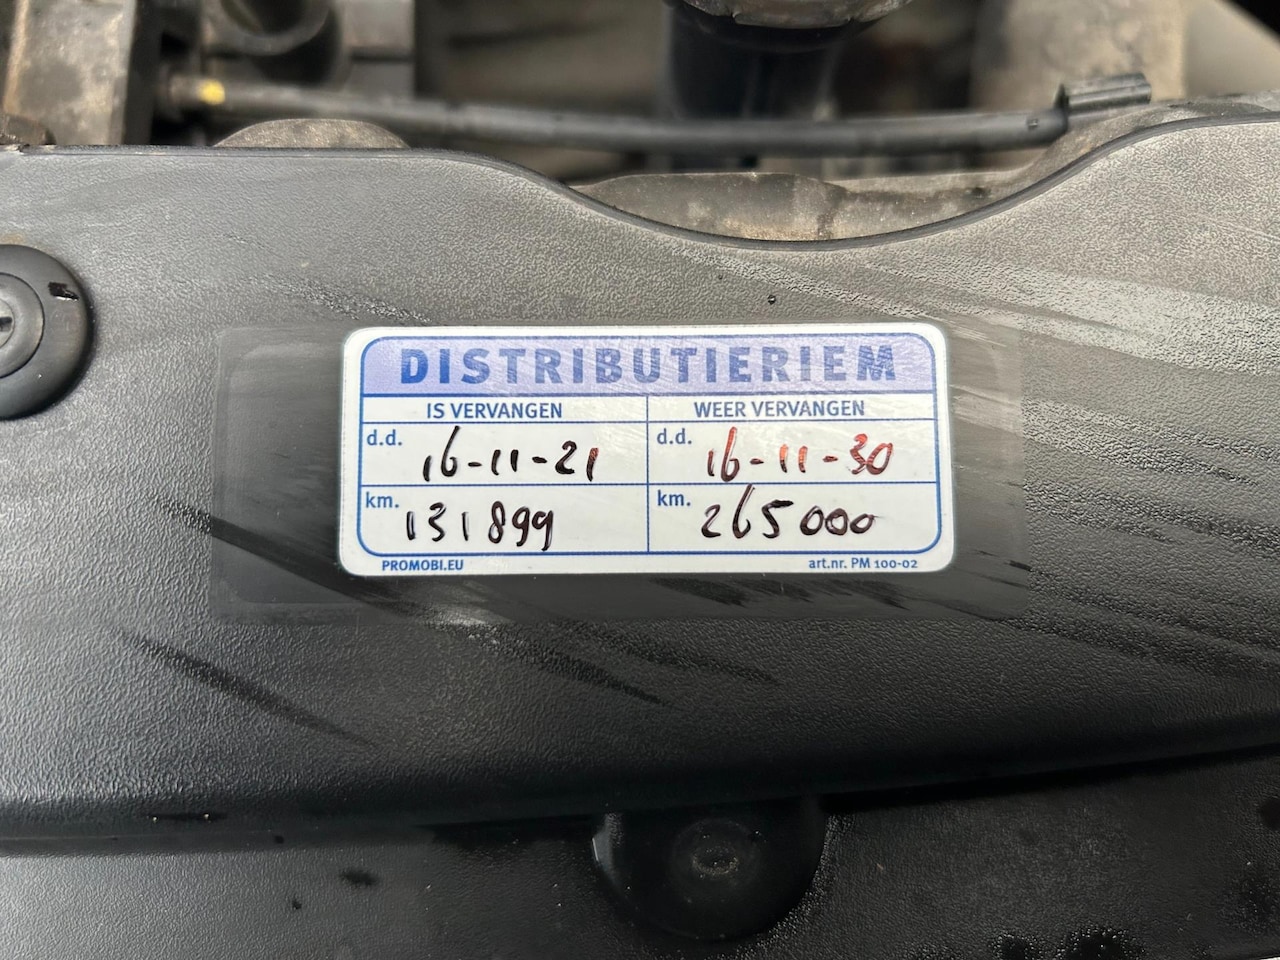 DISTRIBUTIERIEM
IS VERVANGEN WEER VERVANGEN
d.d. 16-11-21 d.d. 16-11-30
km. 131899 km. 265000
PROMOBI.EU art.nr. PM 100-02